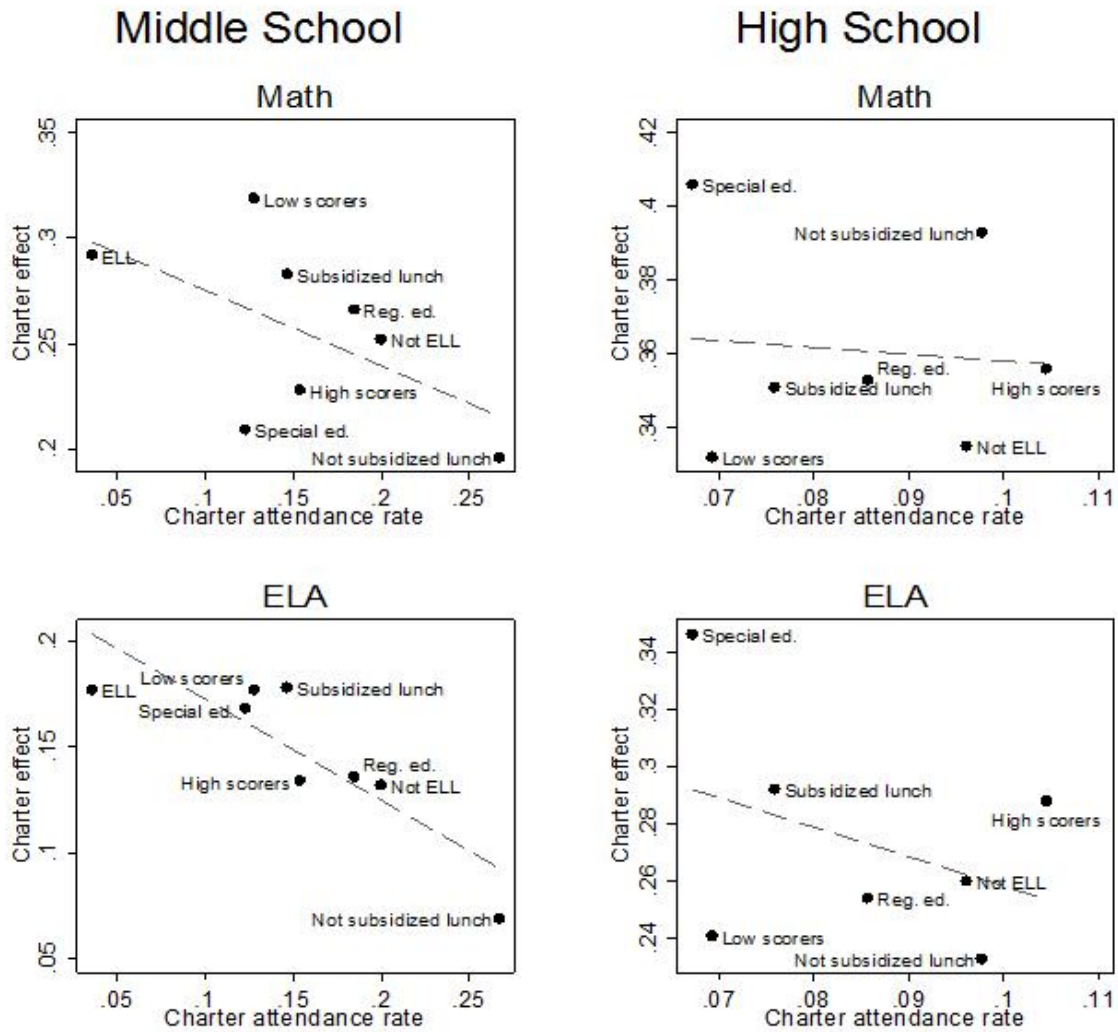 Middle School
High School
Math
Charter effect
.35
.3
.25
.2
Low scorers
ELL
Subsidized lunch
Reg. ed.
Not ELL
High scorers
Special ed.
Not subsidized lunch
.05 .1 .15 .2 .25
Charter attendance rate
Math
Charter effect
.42
.4
.38
.36
.34
Special ed.
Not subsidized lunch
Reg. ed.
Subsidized lunch
High scorers
Not ELL
Low scorers
.07 .08 .09 .1 .11
Charter attendance rate
ELA
Charter effect
.2
.15
.1
.05
Low scorers
ELL
Subsidized lunch
Special ed.
Reg. ed.
High scorers
Not ELL
Not subsidized lunch
.05 .1 .15 .2 .25
Charter attendance rate
ELA
Charter effect
.34
.32
.3
.28
.26
.24
Special ed.
Subsidized lunch
High scorers
Not ELL
Reg. ed.
Low scorers
Not subsidized lunch
.07 .08 .09 .1 .11
Charter attendance rate